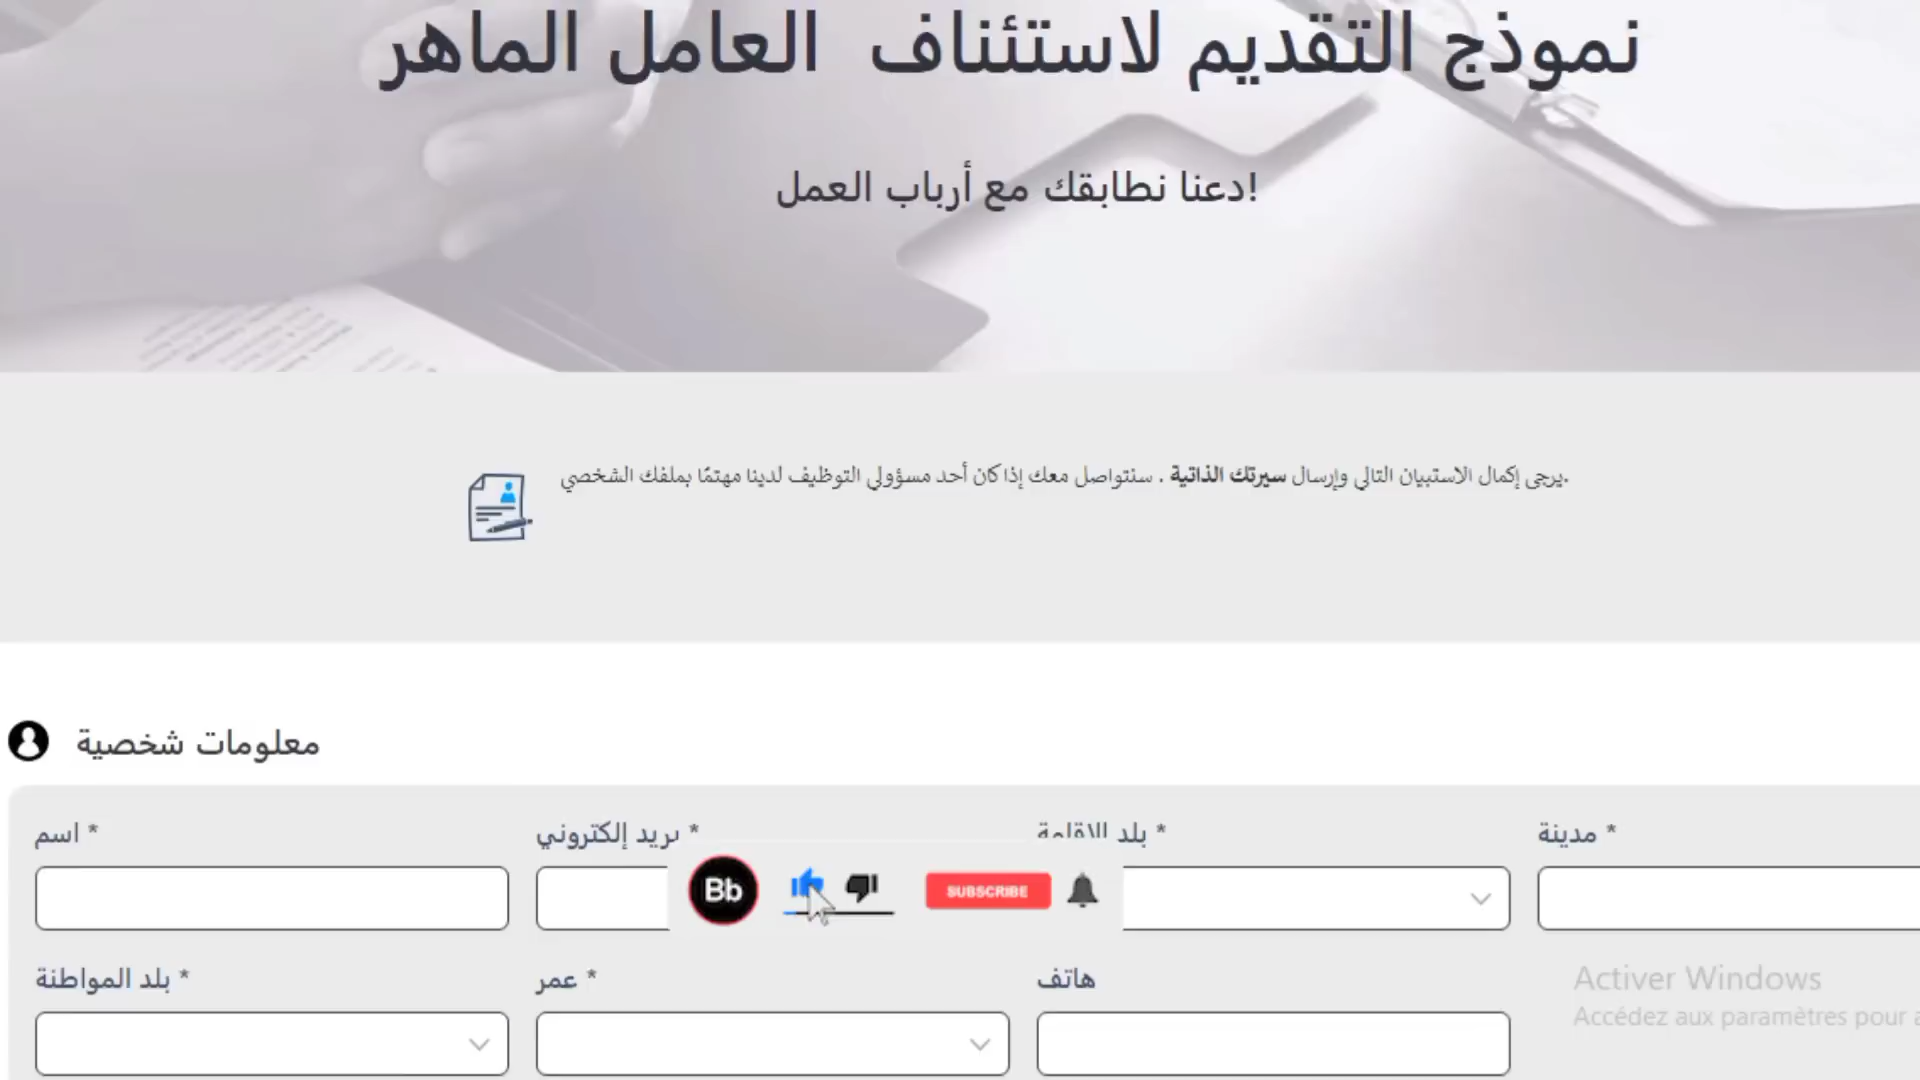 نموذج التقديم لاستئناف العامل الماهر
دعنا نطابقك مع أرباب العمل!
يرجى إكمال الاستبيان التالي وإرسال سيرتك الذاتية . سنتواصل معك إذا كان أحد مسؤولي التوظيف لدينا مهتمًا بملفك الشخصي.
معلومات شخصية
اسم *
بريد إلكتروني *
بلد الإقامة *
مدينة *
Bb
SUBSCRIBE
بلد المواطنة *
عمر *
هاتف
Activer Windows
Accédez aux paramètres pour